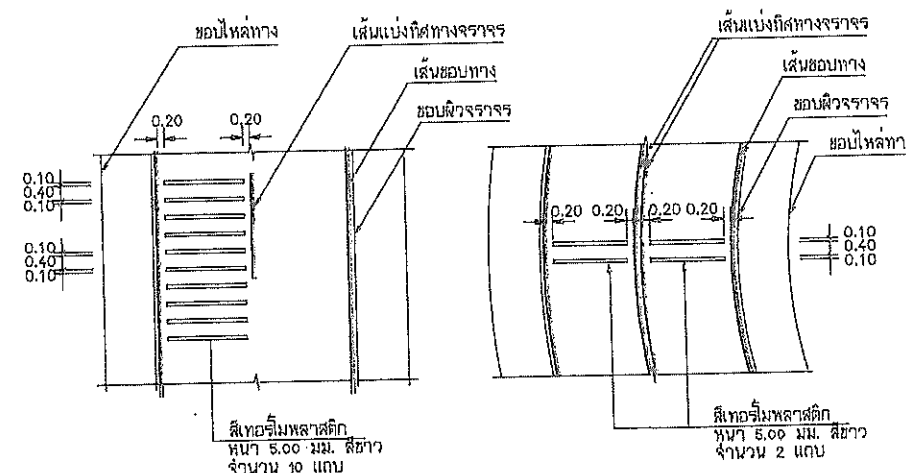 ขอบไหล่ทาง
เส้นแบ่งทิศทางจราจร
เส้นขอบทาง
ขอบผิวจราจร
0.20 0.20
0.10
0.40
0.10
0.10
0.40
0.10
สีเทอร์โมพลาสติก
หนา 5.00 มม. สีขาว
จำนวน 10 แถบ
เส้นแบ่งทิศทางจราจร
เส้นขอบทาง
ขอบผิวจราจร
ขอบไหล่ทา
0.20 0.20 0.20 0.20
0.10
0.40
0.10
สีเทอร์โมพลาสติก
หนา 5.00 มม. สีขาว
จำนวน 2 แถบ